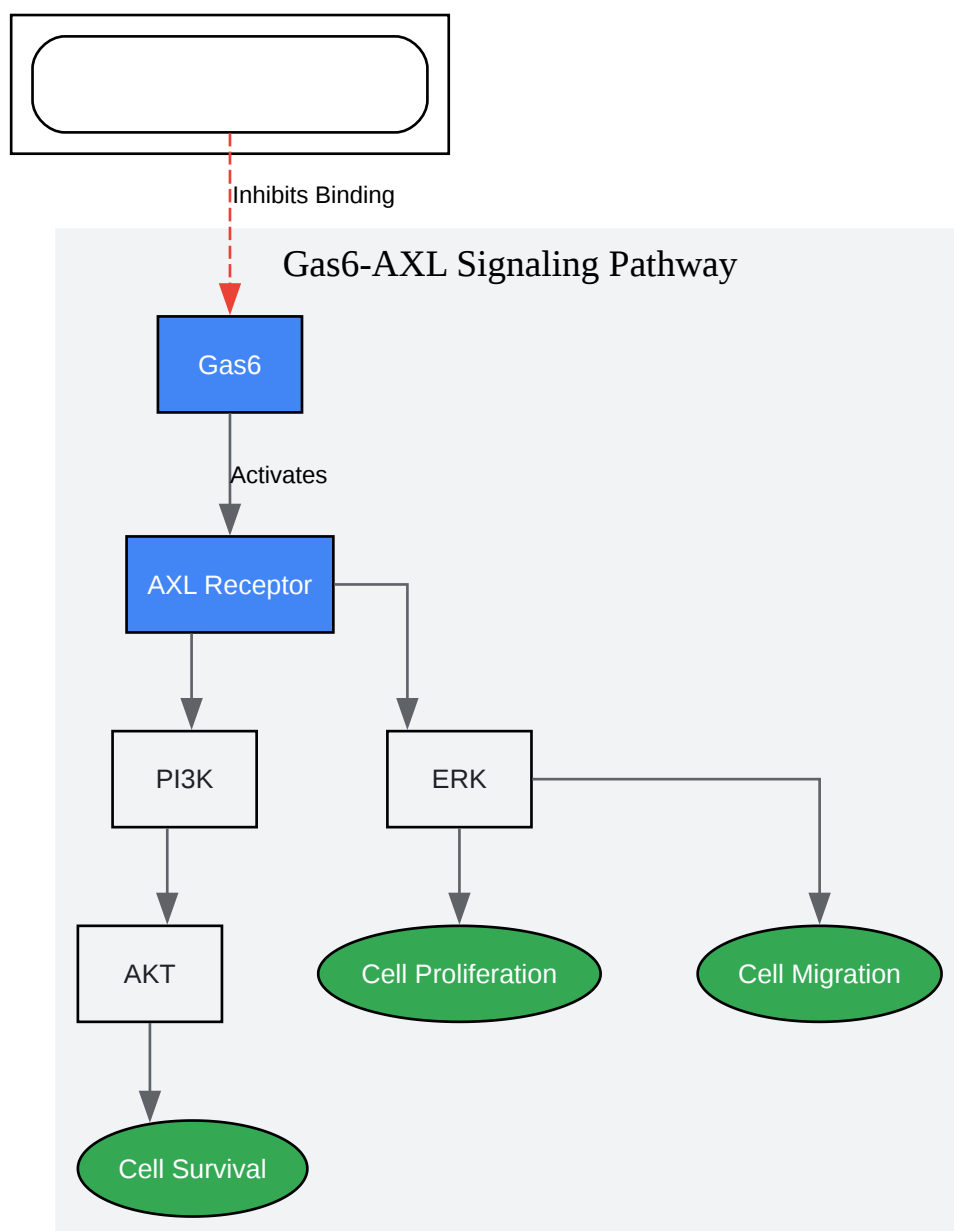 Inhibits Binding
Gas6-AXL Signaling Pathway
Gas6
Activates
AXL Receptor
PI3K
ERK
AKT
Cell Proliferation
Cell Migration
Cell Survival